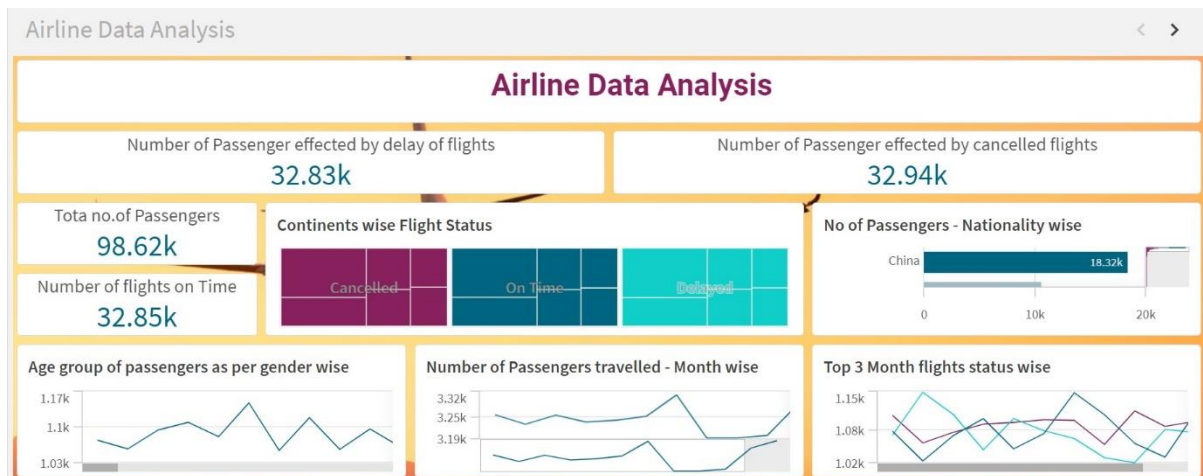 Airline Data Analysis
Airline Data Analysis
Number of Passenger effected by delay of flights
32.83k
Number of Passenger effected by cancelled flights
32.94k
Tota no.of Passengers
98.62k
Number of flights on Time
32.85k
Continents wise Flight Status
Cancelled
On Time
Delayed
No of Passengers - Nationality wise
China
18.32k
0
10k
20k
Age group of passengers as per gender wise
1.17k
1.1k
1.03k
Number of Passengers travelled - Month wise
3.32k
3.25k
3.19k
Top 3 Month flights status wise
1.15k
1.08k
1.02k